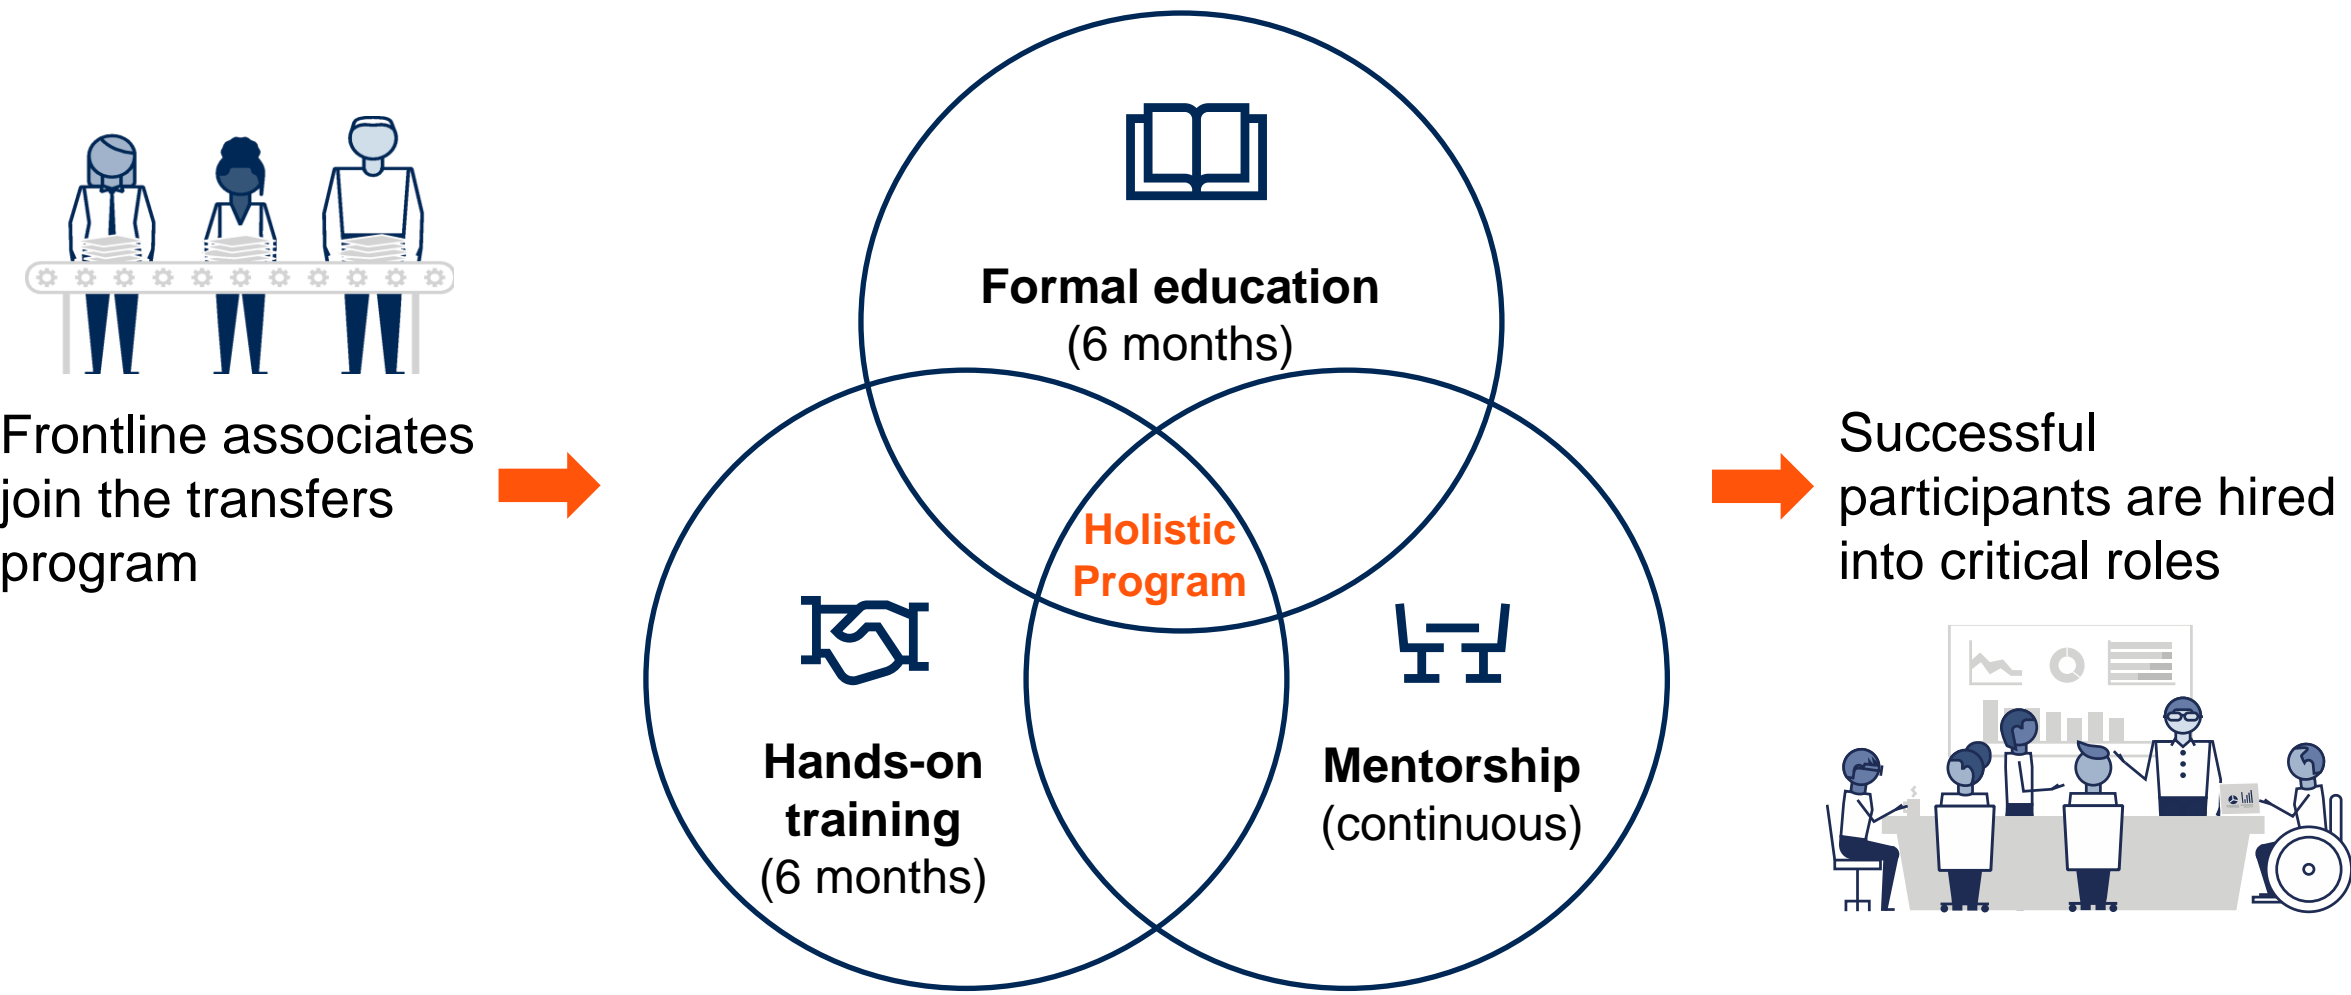 Frontline associates
join the transfers
program
Formal education
(6 months)
Holistic
Program
Hands-on
training
(6 months)
Mentorship
(continuous)
Successful
participants are hired
into critical roles